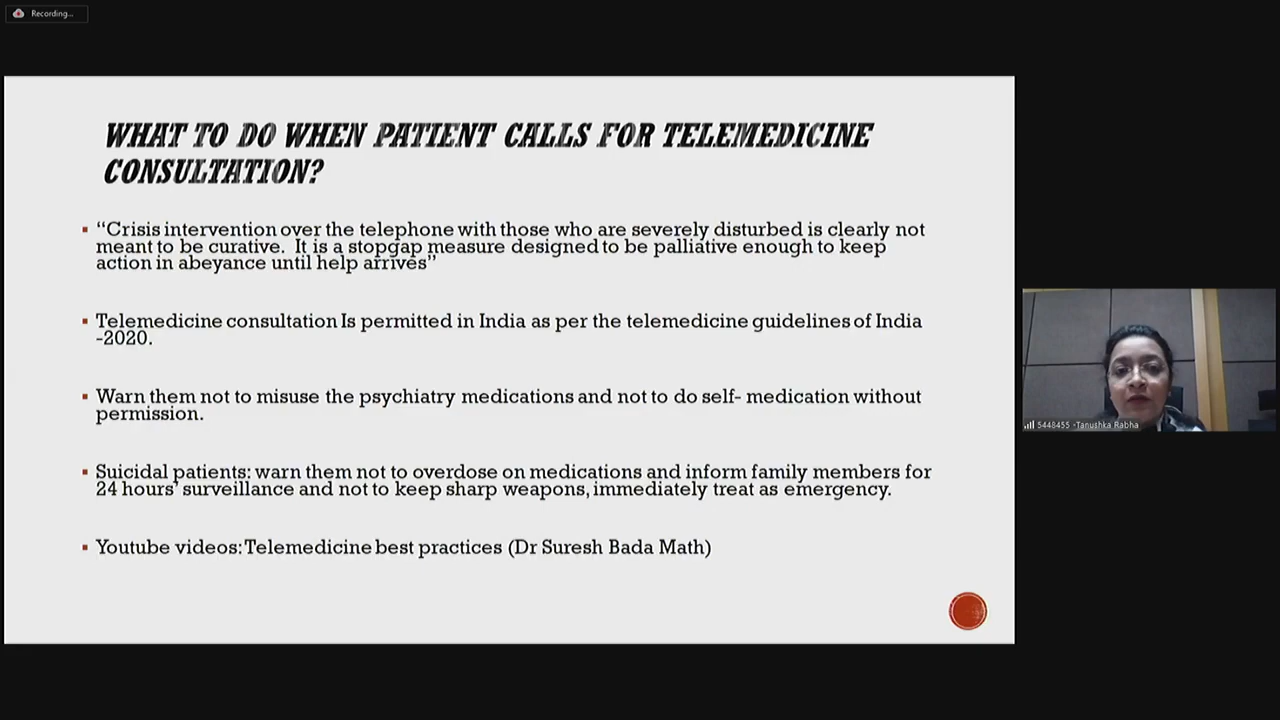 Recording...
WHAT TO DO WHEN PATIENT CALLS FOR TELEMEDICINE
CONSULTATION?
“Crisis intervention over the telephone with those who are severely disturbed is clearly not
meant to be curative.  It is a stopgap measure designed to be palliative enough to keep
action in abeyance until help arrives”
Telemedicine consultation Is permitted in India as per the telemedicine guidelines of India
-2020.
Warn them not to misuse the psychiatry medications and not to do self- medication without
permission.
Suicidal patients: warn them not to overdose on medications and inform family members for
24 hours’ surveillance and not to keep sharp weapons, immediately treat as emergency.
Youtube videos: Telemedicine best practices (Dr Suresh Bada Math)
5448455 -Tanushka Rabha